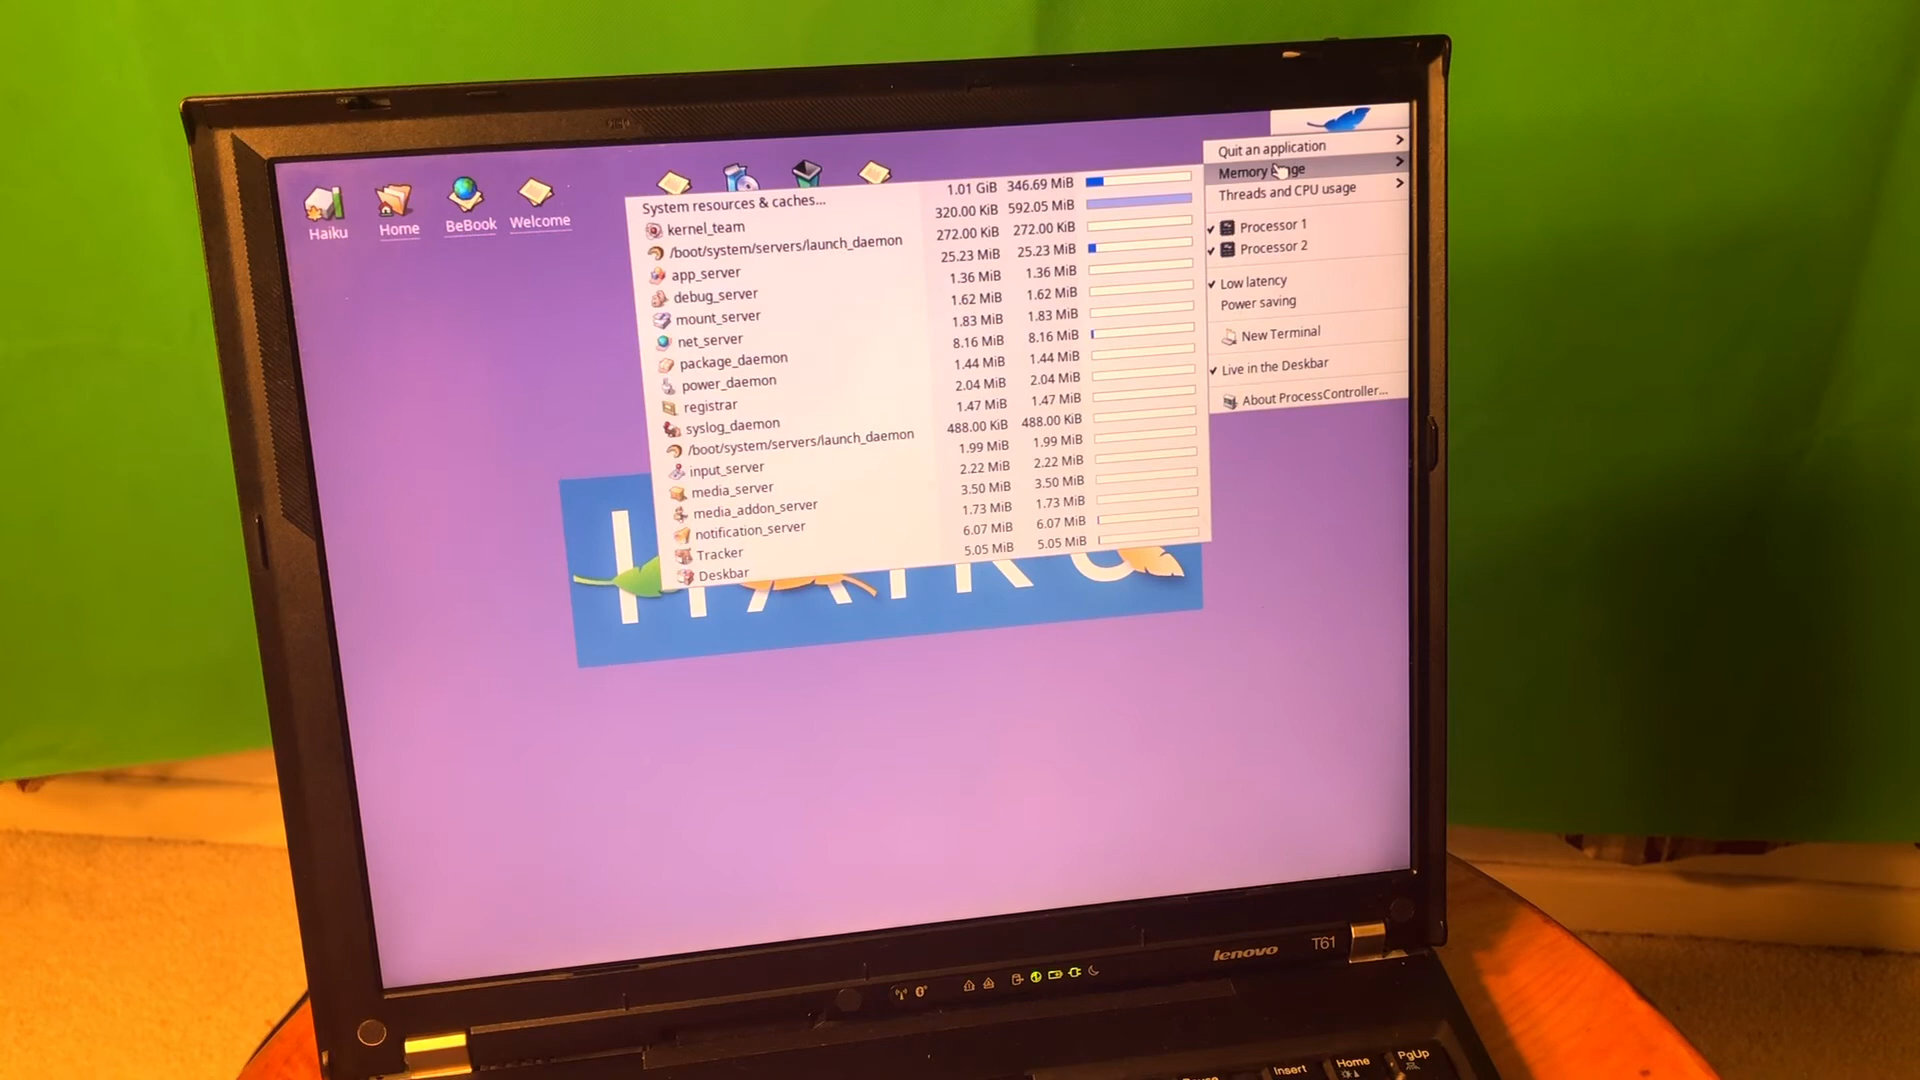 Haiku
Home
BeBook
Welcome
System resources & caches... 1.01 GiB 346.69 MiB
kernel_team 320.00 KiB 592.05 MiB
/boot/system/servers/launch_daemon 272.00 KiB 272.00 KiB
app_server 25.23 MiB 25.23 MiB
debug_server 1.36 MiB 1.36 MiB
mount_server 1.62 MiB 1.62 MiB
net_server 1.83 MiB 1.83 MiB
package_daemon 8.16 MiB 8.16 MiB
power_daemon 1.44 MiB 1.44 MiB
registrar 2.04 MiB 2.04 MiB
syslog_daemon 1.47 MiB 1.47 MiB
/boot/system/servers/launch_daemon 488.00 KiB 488.00 KiB
input_server 1.99 MiB 1.99 MiB
media_server 2.22 MiB 2.22 MiB
media_addon_server 3.50 MiB 3.50 MiB
notification_server 1.73 MiB 1.73 MiB
Tracker 6.07 MiB 6.07 MiB
Deskbar 5.05 MiB 5.05 MiB
Quit an application
Memory
Threads and CPU usage
Processor 1
Processor 2
Low latency
Power saving
New Terminal
Live in the Deskbar
About ProcessController...
HAIKU
lenovo T61
Insert
Home
PgUp